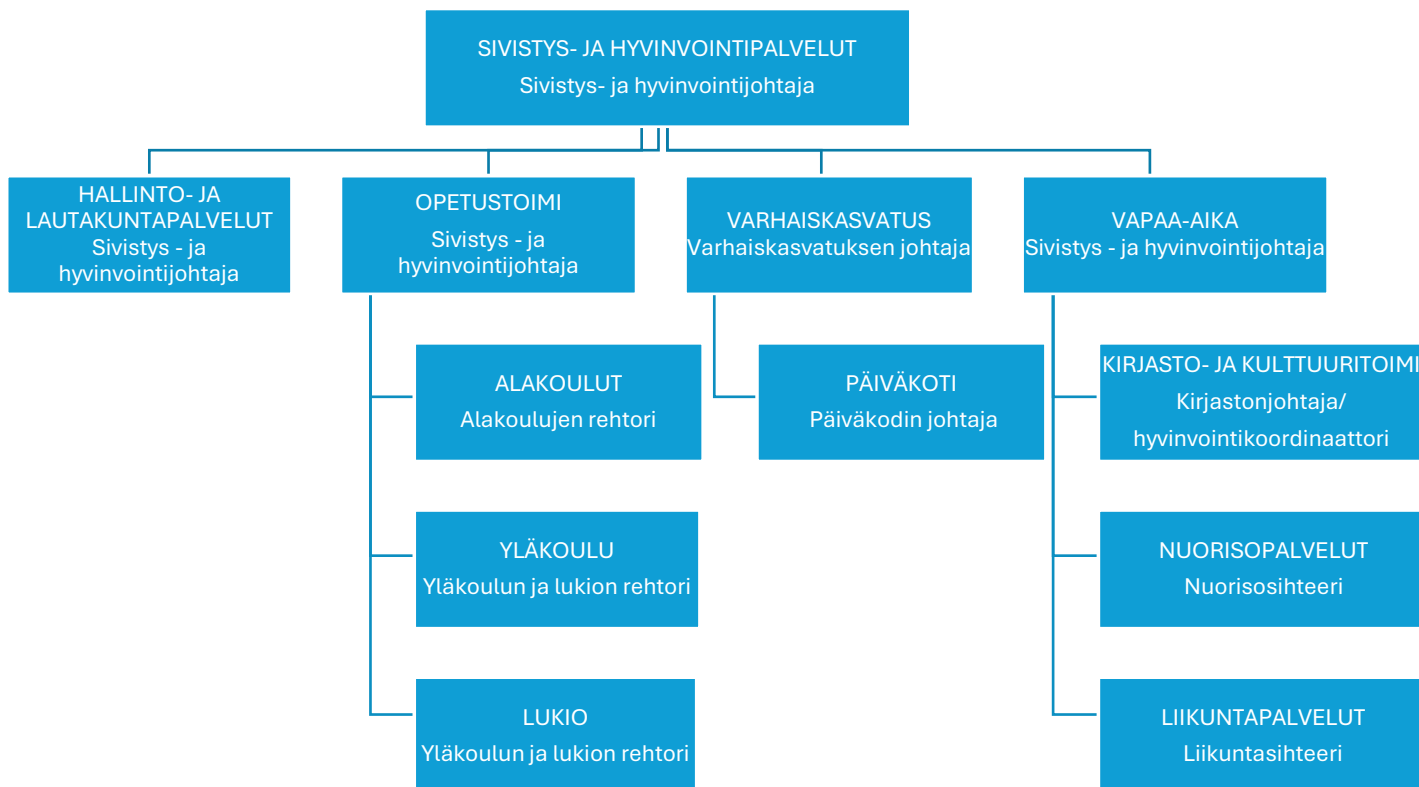 SIVISTYS- JA HYVINVOINTIPALVELUT
Sivistys- ja hyvinvointijohtaja
HALLINTO- JA
LAUTAKUNTAPALVELUT
Sivistys - ja
hyvinvointijohtaja
OPETUSTOIMI
Sivistys - ja
hyvinvointijohtaja
VARHAISKASVATUS
Varhaiskasvatuksen johtaja
VAPAA-AIKA
Sivistys - ja hyvinvointijohtaja
ALAKOULUT
Alakoulujen rehtori
PÄIVÄKOTI
Päiväkodin johtaja
KIRJASTO- JA KULTTUURITOIMI
Kirjastonjohtaja/
hyvinvointikoordinaattori
YLÄKOULU
Yläkoulun ja lukion rehtori
NUORISOPALVELUT
Nuorisosihteeri
LUKIO
Yläkoulun ja lukion rehtori
LIIKUNTAPALVELUT
Liikuntasihteeri